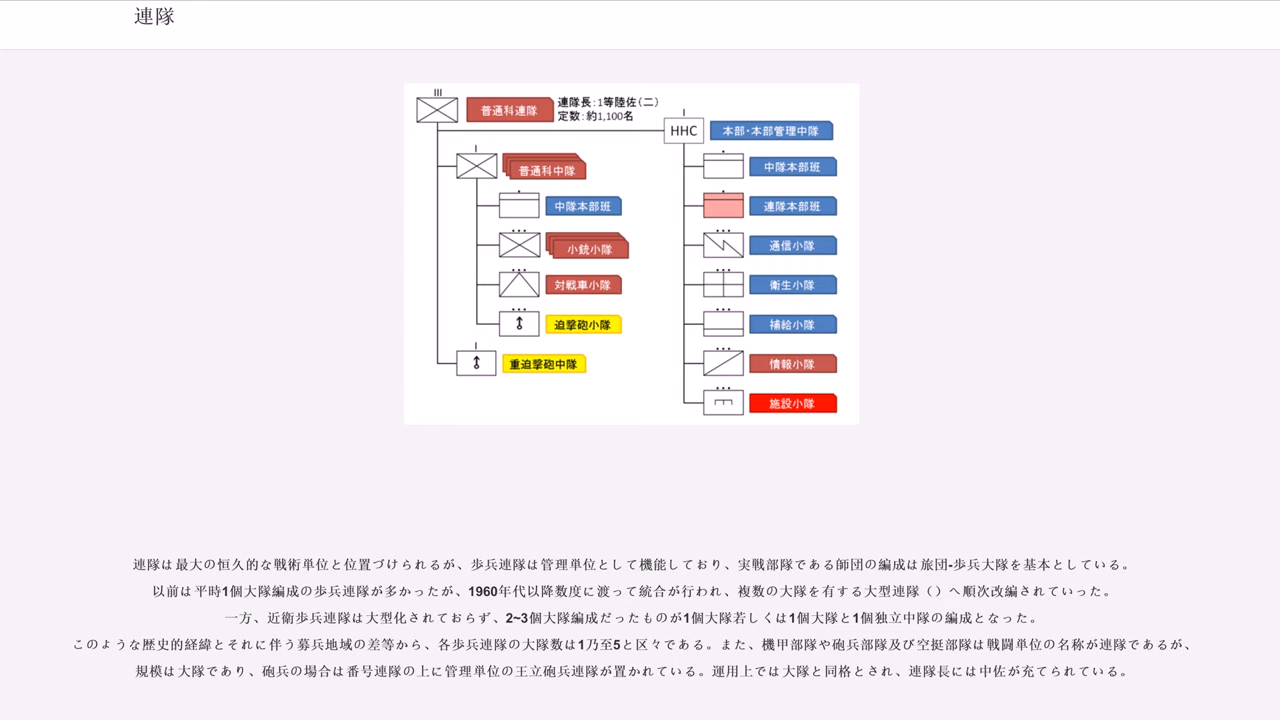 連隊
普通科連隊
連隊長：1等陸佐（二）
定数：約1,100名
HHC
本部・本部管理中隊
普通科中隊
中隊本部班
中隊本部班
連隊本部班
小銃小隊
通信小隊
対戦車小隊
衛生小隊
迫撃砲小隊
補給小隊
重迫撃砲中隊
情報小隊
施設小隊
連隊は最大の恒久的な戦術単位と位置づけられるが、歩兵連隊は管理単位として機能しており、実戦部隊である師団の編成は旅団-歩兵大隊を基本としている。
以前は平時1個大隊編成の歩兵連隊が多かったが、1960年代以降数度に渡って統合が行われ、複数の大隊を有する大型連隊（）へ順次改編されていった。
一方、近衛歩兵連隊は大型化されておらず、2~3個大隊編成だったものが1個大隊若しくは1個大隊と1個独立中隊の編成となった。
このような歴史的経緯とそれに伴う募兵地域の差等から、各歩兵連隊の大隊数は1乃至5と区々である。また、機甲部隊や砲兵部隊及び空挺部隊は戦闘単位の名称が連隊であるが、
規模は大隊であり、砲兵の場合は番号連隊の上に管理単位の王立砲兵連隊が置かれている。運用上では大隊と同格とされ、連隊長には中佐が充てられている。